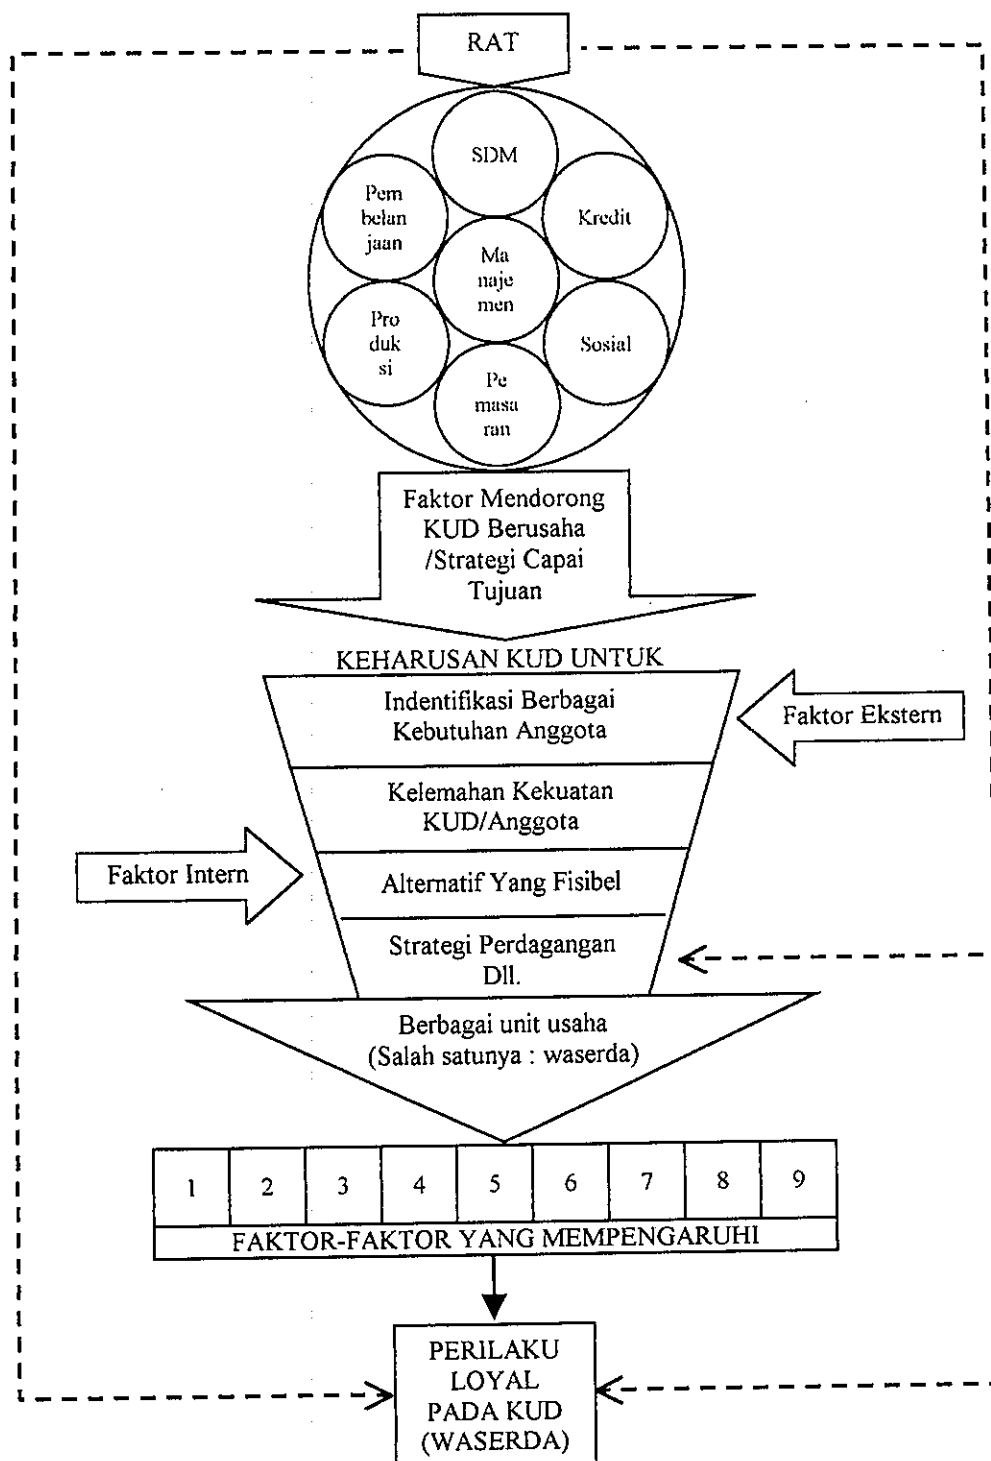 RAT
SDM
Pem
belan
jaan
Kredit
Ma
naje
men
Pro
duk
si
Sosial
Pe
masa
ran
Faktor Mendorong
KUD Berusaha
/Strategi Capai
Tujuan
KEHARUSAN KUD UNTUK
Indentifikasi Berbagai
Kebutuhan Anggota
Faktor Ekstern
Kelemahan Kekuatan
KUD/Anggota
Faktor Intern
Alternatif Yang Fisibel
Strategi Perdagangan
Dll.
Berbagai unit usaha
(Salah satunya : waserda)
1 2 3 4 5 6 7 8 9
FAKTOR-FAKTOR YANG MEMPENGARUHI
PERILAKU
LOYAL
PADA KUD
(WASERDA)